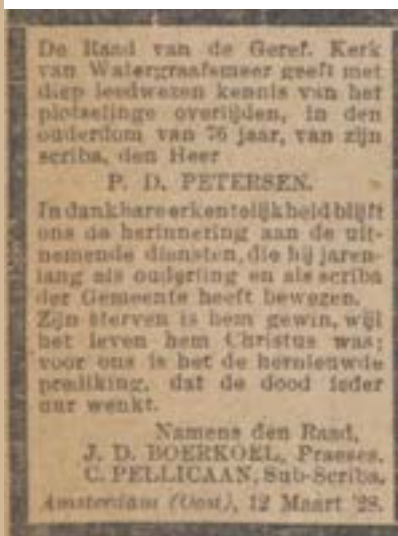 De Raad van de Geref. Kerk
van Watergraafsmeer geeft met
diep leedwezen kennis van het
plotselinge overlijden, in den
ouderdom van 76 jaar, van zijn
scriba, den Heer
P. D. PETERSEN.
In dankbare erkentelijkheid blijft
ons de herinnering aan de uit-
nemende diensten, die hij jaren-
lang als ouderling en als scriba
der Gemeente heeft bewezen.
Zijn sterven is hem gewin, wijl
het leven hem Christus was;
voor ons is het de hernieuwde
prediking, dat de dood ieder
uur wenkt.
Namens den Raad,
J. D. BOERKOEL, Praeses.
C. PELLICAAN, Sub-Scriba.
Amsterdam (Oost), 12 Maart '28.